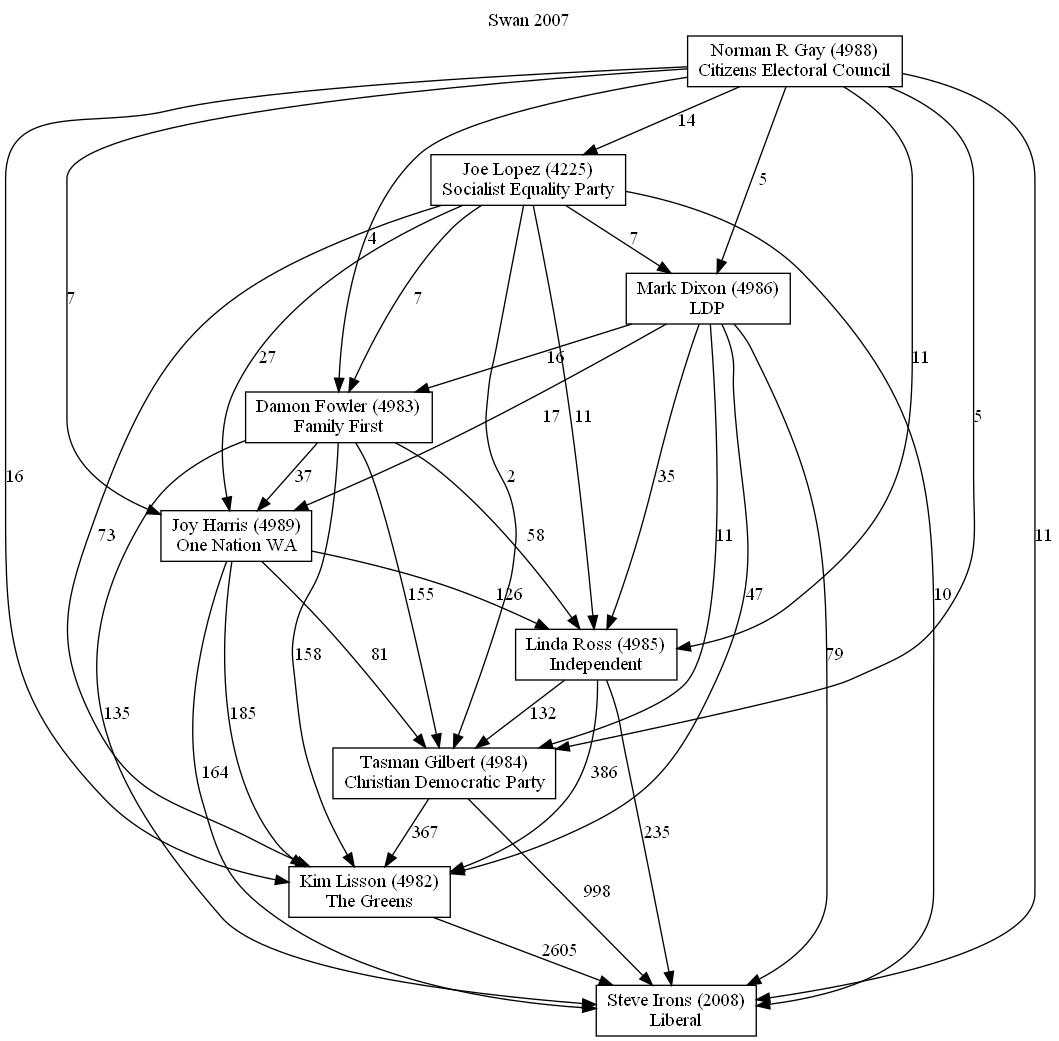 Swan 2007
Norman R Gay (4988)
Citizens Electoral Council
14
Joe Lopez (4225)
Socialist Equality Party
5
4
7
7
Mark Dixon (4986)
LDP
7
27
16
11
Damon Fowler (4983)
Family First
17
11
5
16
37
2
35
Joy Harris (4989)
One Nation WA
73
58
11
11
155
126
47
10
Linda Ross (4985)
Independent
158
81
79
135
185
132
Tasman Gilbert (4984)
Christian Democratic Party
164
386
367
235
Kim Lisson (4982)
The Greens
998
2605
Steve Irons (2008)
Liberal